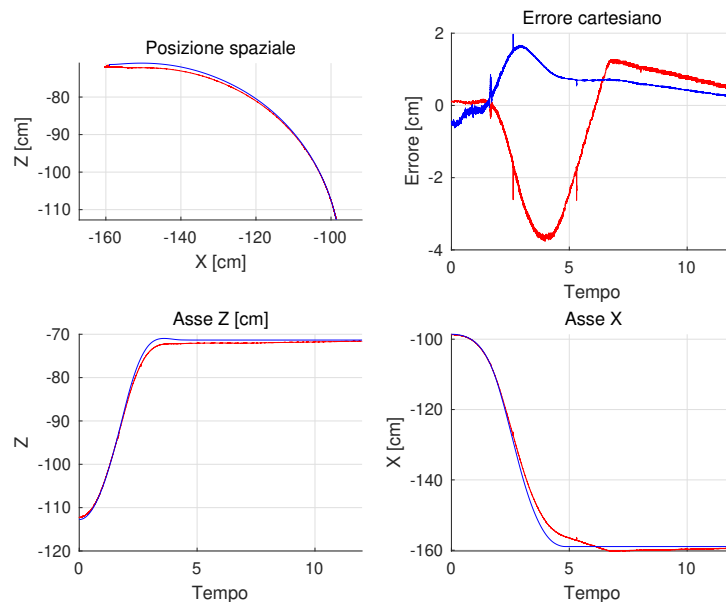 Posizione spaziale
Z [cm]
-80
-90
-100
-110
-160
-140
-120
-100
X [cm]
Errore cartesiano
Errore [cm]
2
0
-2
-4
0
5
10
Tempo
Asse Z [cm]
Z
-70
-80
-90
-100
-110
-120
0
5
10
Tempo
Asse X
X [cm]
-100
-120
-140
-160
0
5
10
Tempo